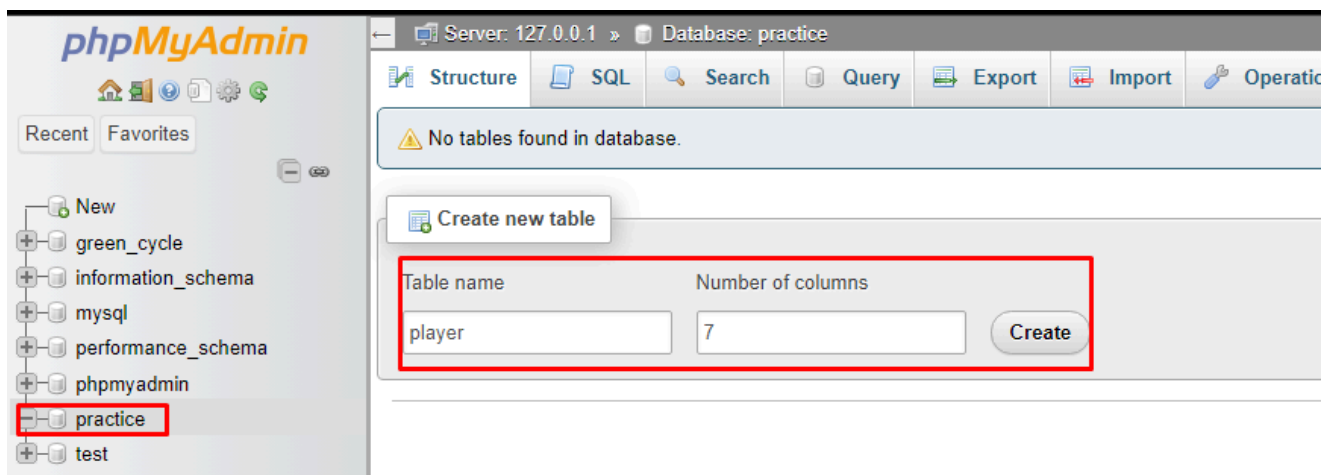 phpMyAdmin
Recent Favorites
New
green_cycle
information_schema
mysql
performance_schema
phpmyadmin
practice
test
Server: 127.0.0.1 » Database: practice
Structure SQL Search Query Export Import Operatio
No tables found in database.
Create new table
Table name Number of columns
player 7 Create